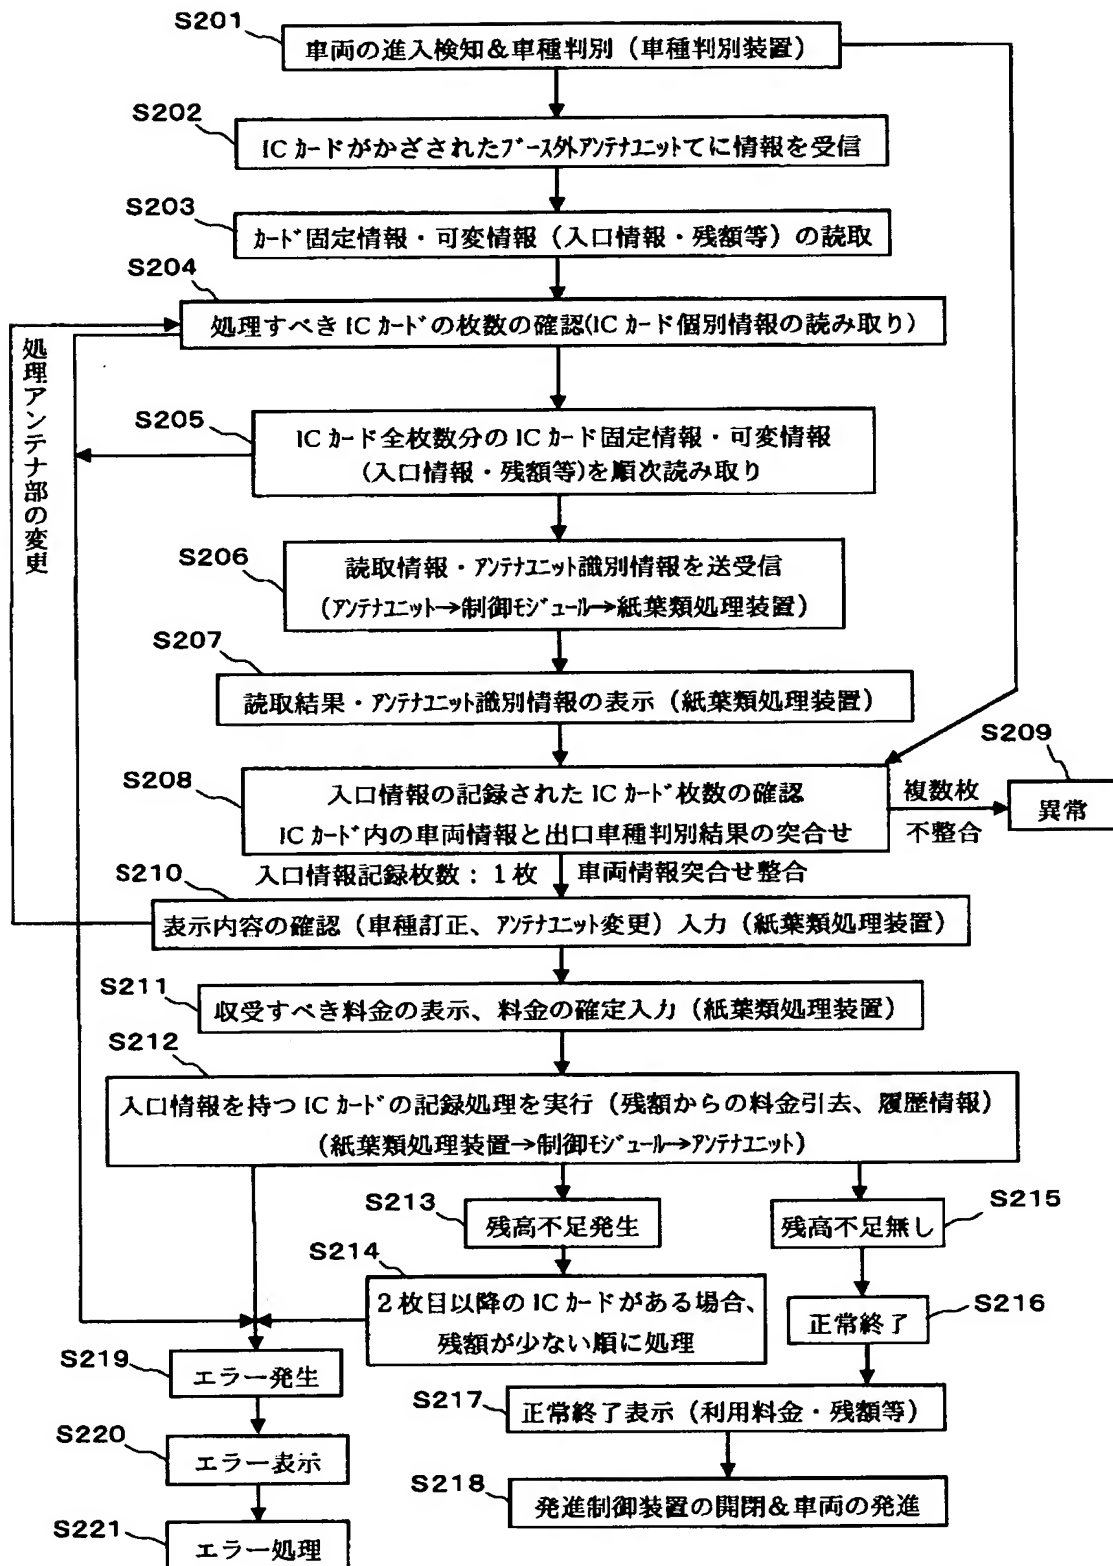 S201
車両の進入検知&車種判別（車種判別装置）
S202
ICカードがかざされたブース外アンテナユニットてに情報を受信
S203
カード固定情報・可変情報（入口情報・残額等）の読取
S204
処理すべきICカードの枚数の確認(ICカード個別情報の読み取り)
処理アンテナ部の変更
S205
ICカード全枚数分のICカード固定情報・可変情報
(入口情報・残額等)を順次読み取り
S206
読取情報・アンテナユニット識別情報を送受信
(アンテナユニット→制御モジュール→紙葉類処理装置)
S207
読取結果・アンテナユニット識別情報の表示（紙葉類処理装置）
S208
入口情報の記録されたICカード枚数の確認
ICカード内の車両情報と出口車種判別結果の突合せ
複数枚
不整合
S209
異常
入口情報記録枚数：１枚
車両情報突合せ整合
S210
表示内容の確認（車種訂正、アンテナユニット変更）入力（紙葉類処理装置）
S211
収受すべき料金の表示、料金の確定入力（紙葉類処理装置）
S212
入口情報を持つICカードの記録処理を実行（残額からの料金引去、履歴情報）
(紙葉類処理装置→制御モジュール→アンテナユニット)
S213
残高不足発生
S214
２枚目以降のICカードがある場合、
残額が少ない順に処理
S215
残高不足無し
S216
正常終了
S217
正常終了表示（利用料金・残額等）
S218
発進制御装置の開閉&車両の発進
S219
エラー発生
S220
エラー表示
S221
エラー処理